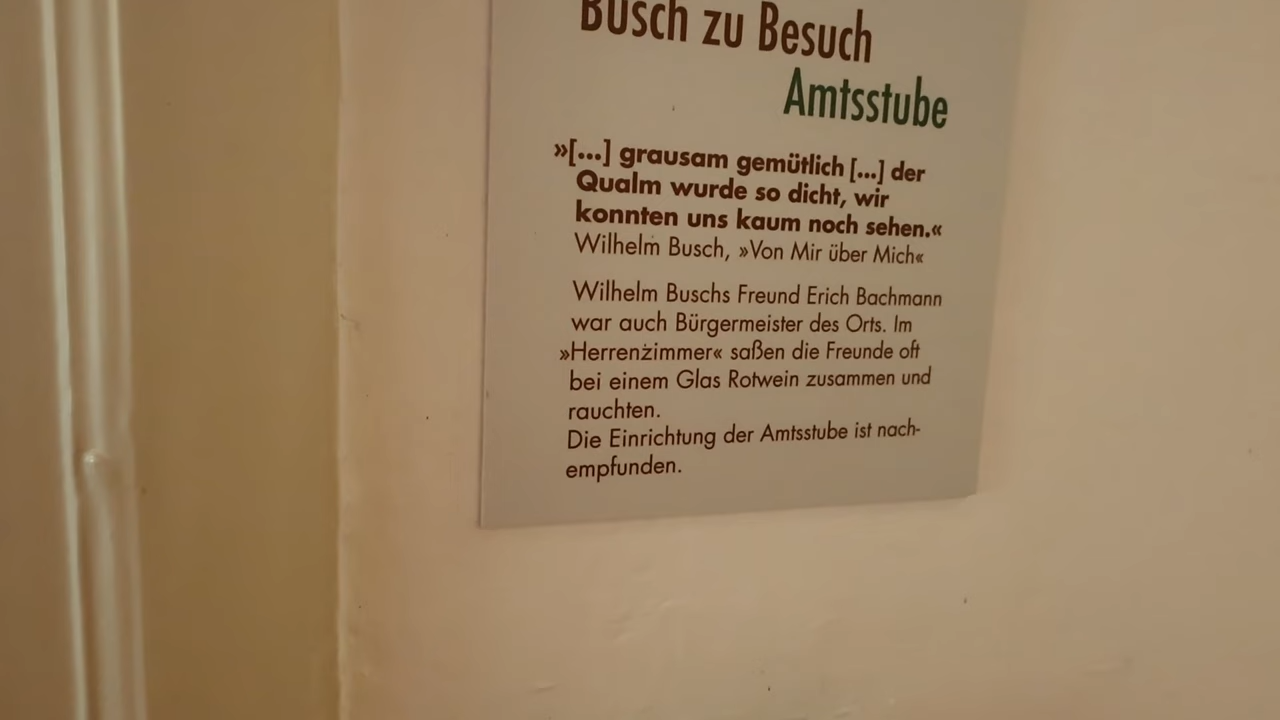 Busch zu Besuch
Amtsstube
»[...] grausam gemütlich [...] der
Qualm wurde so dicht, wir
konnten uns kaum noch sehen.«
Wilhelm Busch, »Von Mir über Mich«
Wilhelm Buschs Freund Erich Bachmann
war auch Bürgermeister des Orts. Im
»Herrenzimmer« saßen die Freunde oft
bei einem Glas Rotwein zusammen und
rauchten.
Die Einrichtung der Amtsstube ist nach-
empfunden.